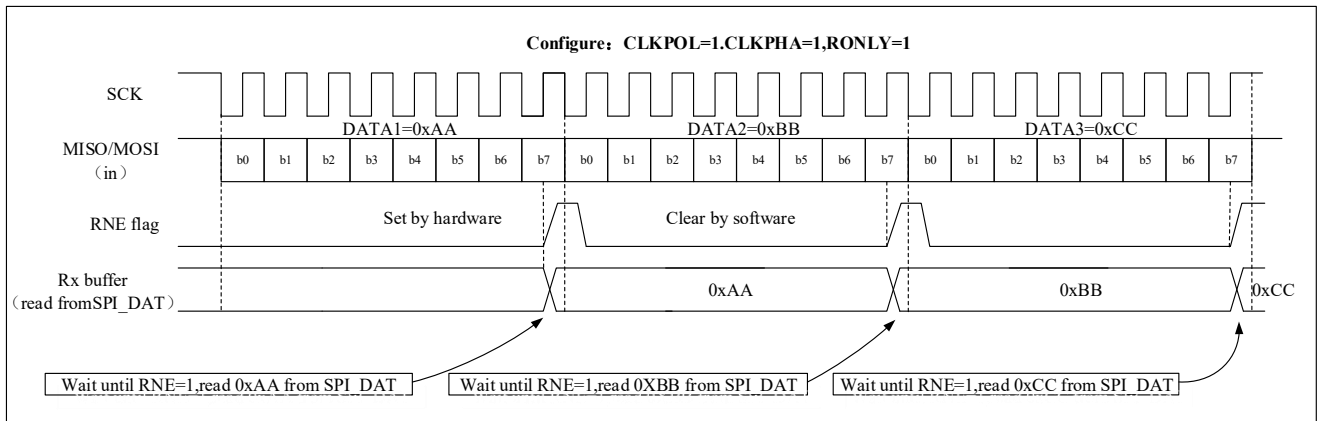 Configure：CLKPOL=1.CLKPHA=1,RONLY=1
SCK
DATA1=0xAA DATA2=0xBB DATA3=0xCC
MISO/MOSI
（in）
b0 b1 b2 b3 b4 b5 b6 b7 b0 b1 b2 b3 b4 b5 b6 b7 b0 b1 b2 b3 b4 b5 b6 b7
RNE flag
Set by hardware Clear by software
Rx buffer
（read fromSPI_DAT）
0xAA 0xBB 0xCC
Wait until RNE=1,read 0xAA from SPI_DAT
Wait until RNE=1,read 0XBB from SPI_DAT
Wait until RNE=1,read 0xCC from SPI_DAT